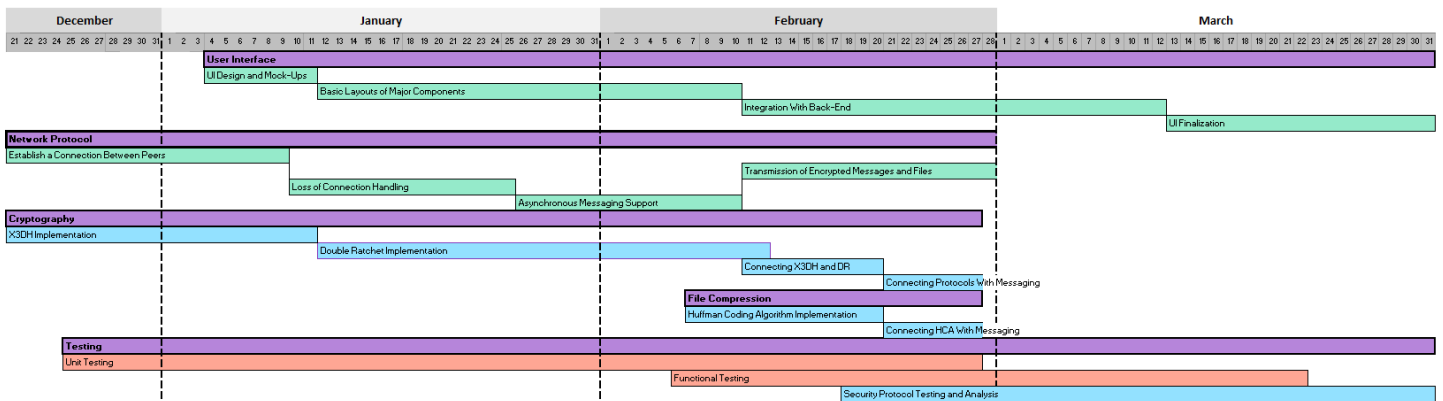 December January February March
21 22 23 24 25 26 27 28 29 30 31 1 2 3 4 5 6 7 8 9 10 11 12 13 14 15 16 17 18 19 20 21 22 23 24 25 26 27 28 29 30 31 1 2 3 4 5 6 7 8 9 10 11 12 13 14 15 16 17 18 19 20 21 22 23 24 25 26 27 28 1 2 3 4 5 6 7 8 9 10 11 12 13 14 15 16 17 18 19 20 21 22 23 24 25 26 27 28 29 30 31
User Interface
UI Design and Mock-Ups
Basic Layouts of Major Components
Integration With Back-End
UI Finalization
Network Protocol
Establish a Connection Between Peers
Transmission of Encrypted Messages and Files
Loss of Connection Handling
Asynchronous Messaging Support
Cryptography
X3DH Implementation
Double Ratchet Implementation
Connecting X3DH and DR
Connecting Protocols With Messaging
File Compression
Huffman Coding Algorithm Implementation
Connecting HCA With Messaging
Testing
Unit Testing
Functional Testing
Security Protocol Testing and Analysis